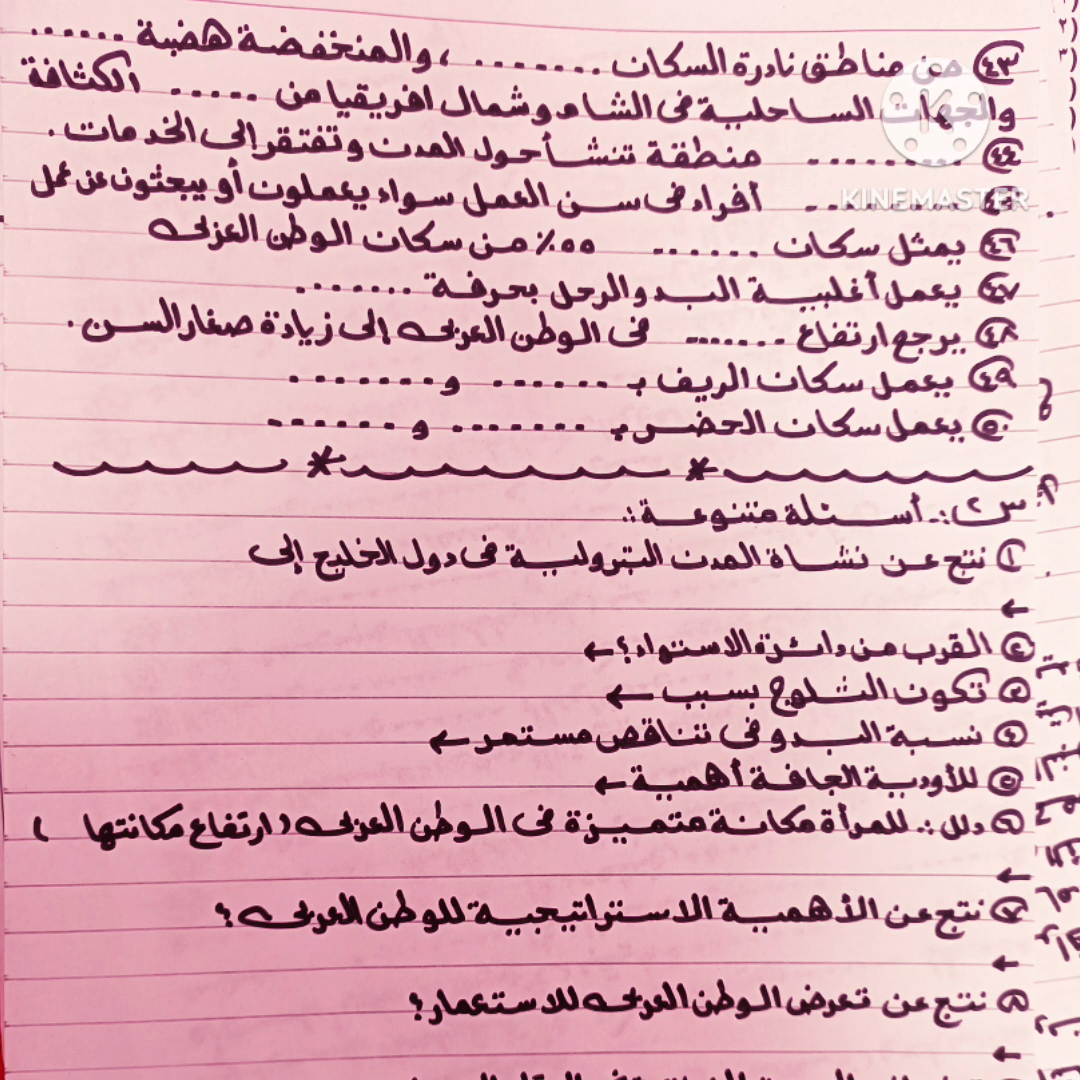 ٤٣ من مناطق نادرة السكان ........ ، والمنخفضة هضبة ......
والجهات الساحلية فى الشام وشمال افريقيا من ..... الكثافة
٤٤ ......... منطقة تنشأ حول المدن وتفتقر إلى الخدمات .
٤٥ ......... أفراد فى سن العمل سواء يعملون أو يبحثون عن عمل
KINEMASTER
٤٦ يمثل سكان ...... ٥٥٪ من سكان الوطن العربى
٤٧ يعمل أغلبية البدو والرحل بحرفة .......
٤٨ يرجع ارتفاع ....... فى الوطن العربى إلى زيادة صغار السن .
٤٩ يعمل سكان الريف بـ ...... و ........
٥٠ يعمل سكان الحضر بـ ....... و .......
س٢ :. أسئلة متنوعة :.
١ نتج عن نشاة المدن البترولية فى دول الخليج إلى
←
٢ القرب من دائرة الاستواء؟ ←
٣ تكون الثلوج بسبب ←
٤ نسبة البدو فى تناقص مستمر ←
٥ للأودية الجافة أهمية ←
٦ دلل :. للمرأة مكانة متميزة فى الوطن العربى (ارتفاع مكانتها )
←
٧ نتج عن الأهمية الاستراتيجية للوطن العربى ؟
←
٨ نتج عن تعرض الوطن العربى للاستعمار؟
←